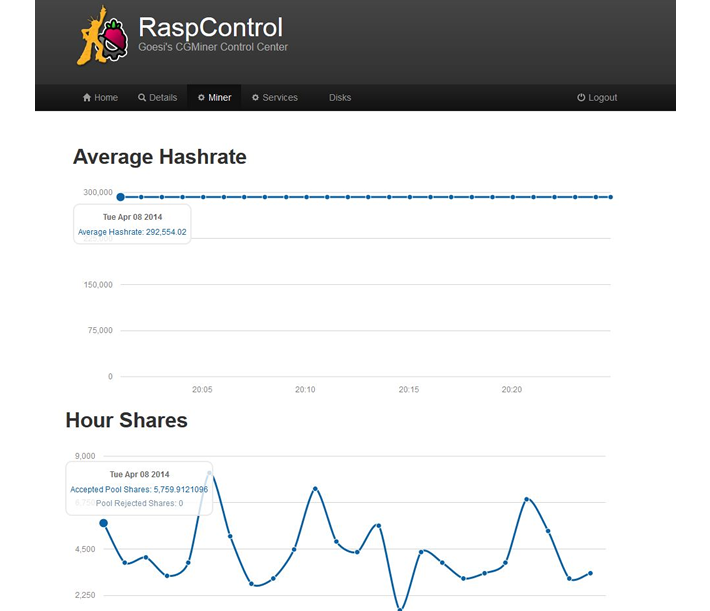 RaspControl
Goesi's CGMiner Control Center
Home Details Miner Services Disks Logout
Average Hashrate
300,000
Tue Apr 08 2014
Average Hashrate: 292,554.02
150,000
75,000
0
20:05 20:10 20:15 20:20
Hour Shares
9,000
Tue Apr 08 2014
Accepted Pool Shares: 5,759.9121096
Pool Rejected Shares: 0
4,500
2,250